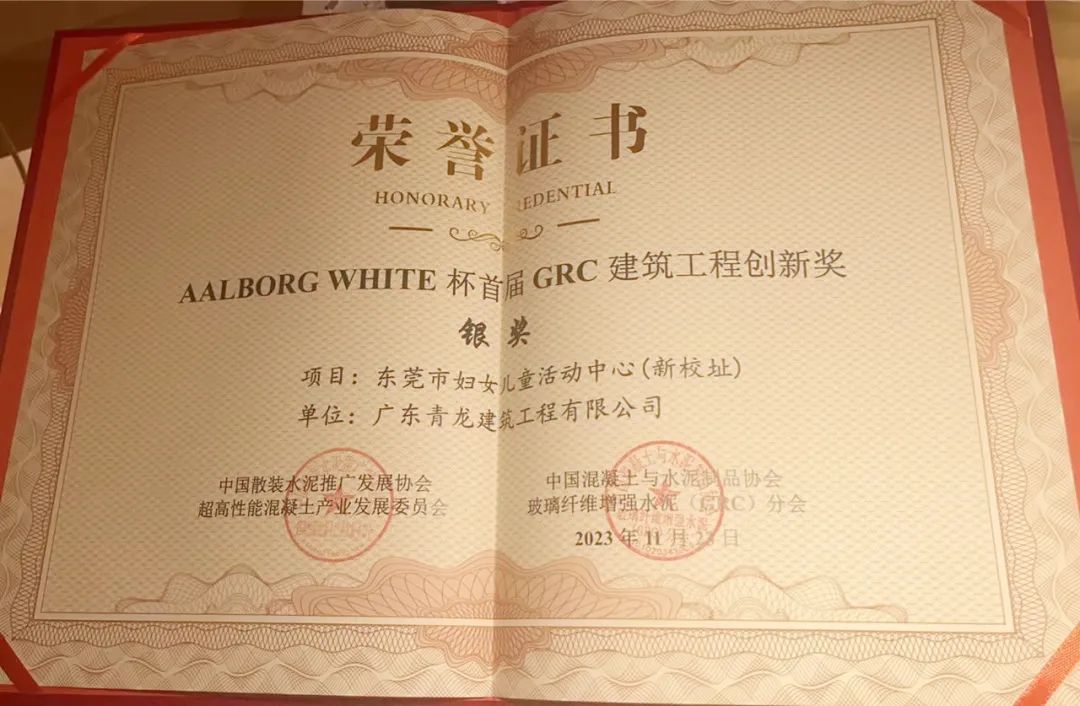 荣誉证书
HONORARY CREDENTIAL
AALBORG WHITE 杯首届 GRC 建筑工程创新奖
银奖
项目：东莞市妇女儿童活动中心(新校址)
单位：广东青龙建筑工程有限公司
中国散装水泥推广发展协会
超高性能混凝土产业发展委员会
中国混凝土与水泥制品协会
玻璃纤维增强水泥（GRC）分会
2023 年 11 月 23 日